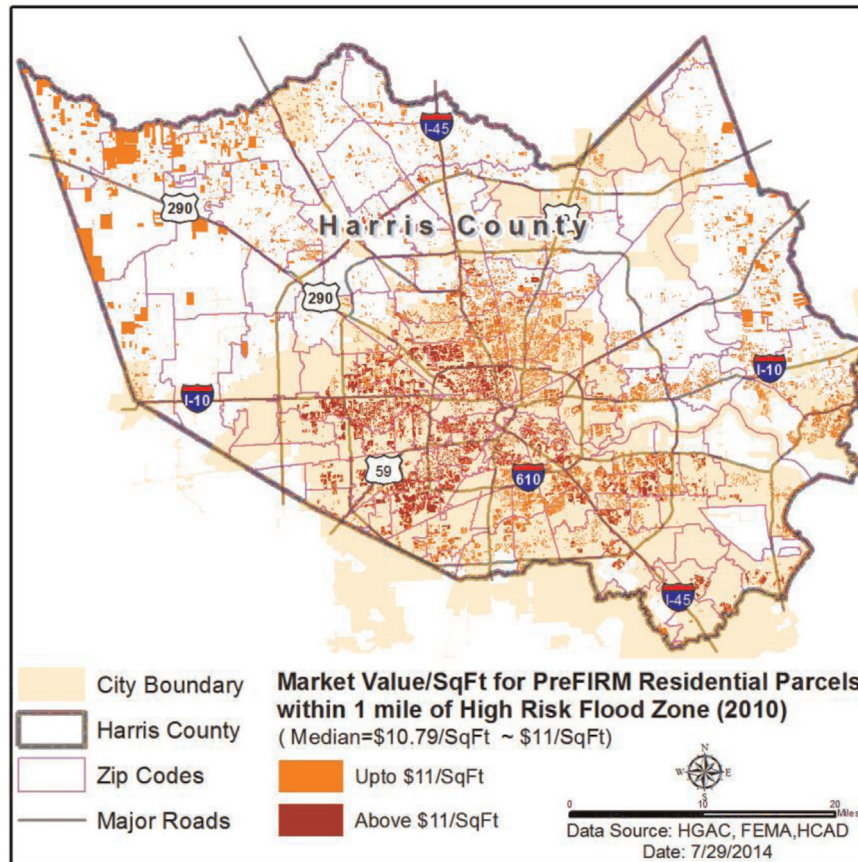 I-45
290
Harris County
290
I-10
I-10
59
610
I-45
City Boundary
Harris County
Zip Codes
Major Roads
Market Value/SqFt for PreFIRM Residential Parcels
within 1 mile of High Risk Flood Zone (2010)
( Median=$10.79/SqFt ~ $11/SqFt)
Upto $11/SqFt
Above $11/SqFt
N
W E
S
0 10 20
Miles
Data Source: HGAC, FEMA,HCAD
Date: 7/29/2014